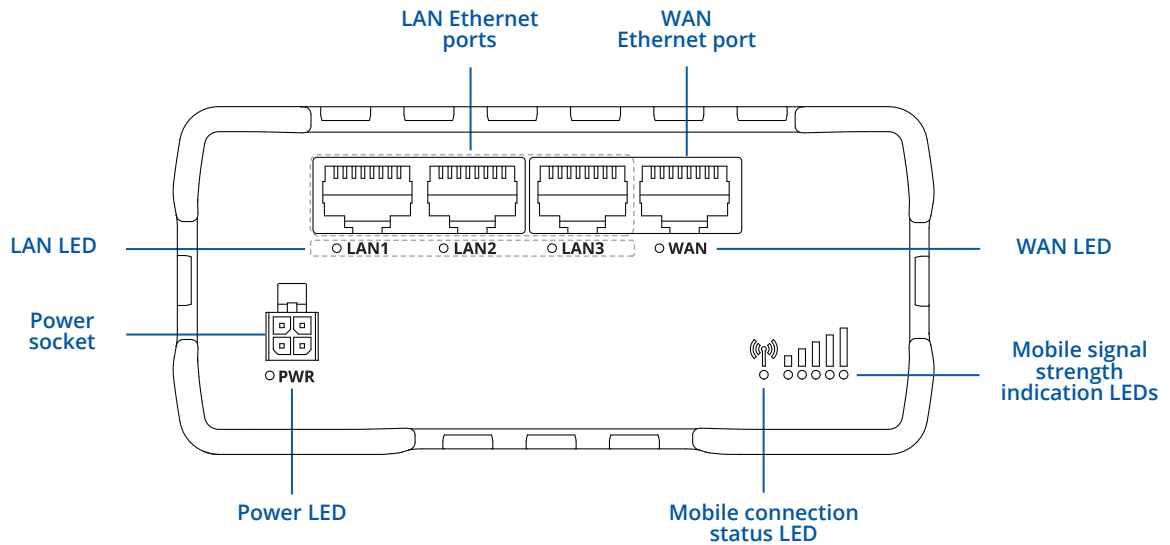 LAN Ethernet
ports
WAN
Ethernet port
LAN LED
LAN1
LAN2
LAN3
WAN
WAN LED
Power
socket
PWR
Mobile signal
strength
indication LEDs
Power LED
Mobile connection
status LED